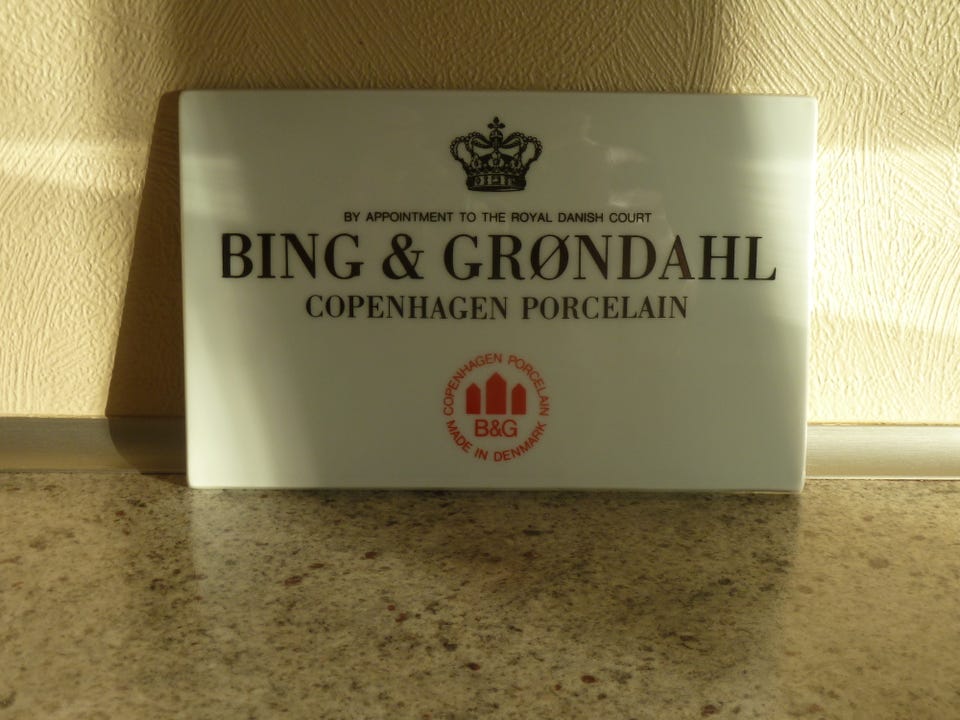 BY APPOINTMENT TO THE ROYAL DANISH COURT
BING & GRØNDAHL
COPENHAGEN PORCELAIN
COPENHAGEN PORCELAIN
B&G
MADE IN DENMARK